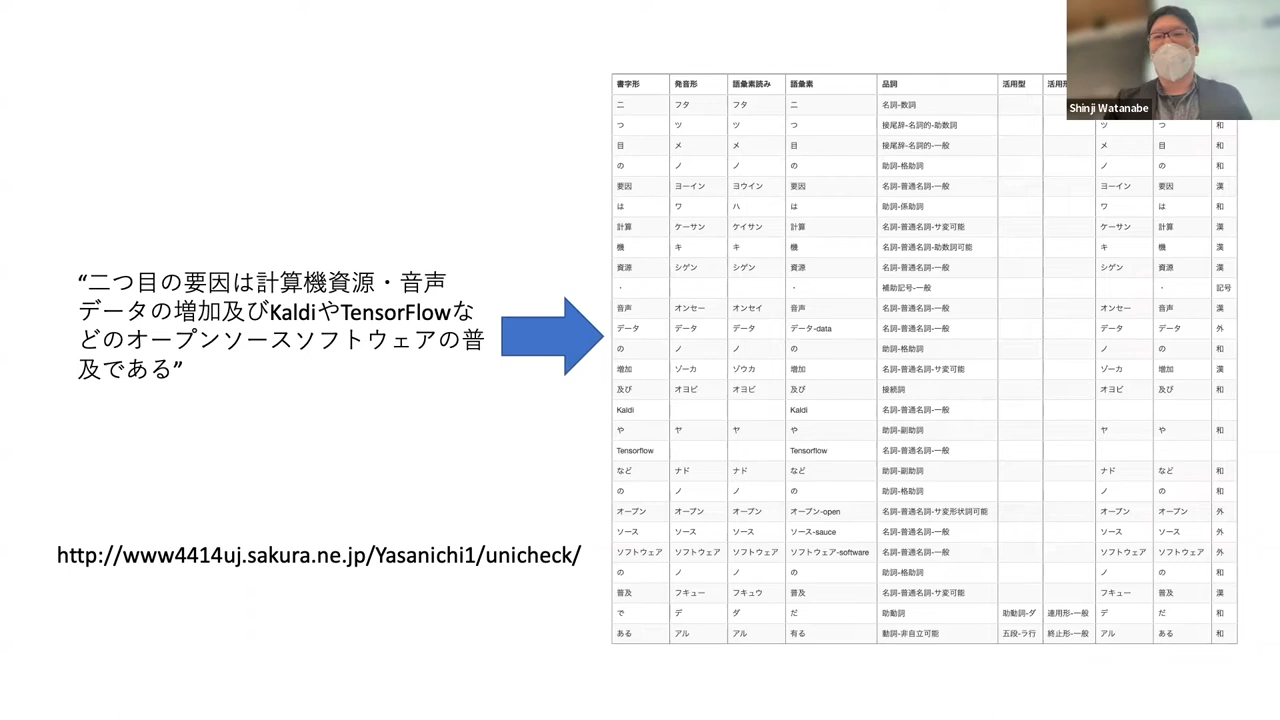 Shinji Watanabe
“二つ目の要因は計算機資源・音声
データの増加及びKaldiやTensorFlowな
どのオープンソースソフトウェアの普
及である”
http://www4414uj.sakura.ne.jp/Yasanichi1/unicheck/
書字形 発音形 語彙素読み 語彙素 品詞 活用型 活用形
二 フタ フタ 二 名詞-数詞
つ ツ ツ つ 接尾辞-名詞的-助数詞 ツ つ 和
目 メ メ 目 接尾辞-名詞的-一般 メ 目 和
の ノ ノ の 助詞-格助詞 ノ の 和
要因 ヨーイン ヨウイン 要因 名詞-普通名詞-一般 ヨーイン 要因 漢
は ワ ハ は 助詞-係助詞 ワ は 和
計算 ケーサン ケイサン 計算 名詞-普通名詞-サ変可能 ケーサン 計算 漢
機 キ キ 機 名詞-普通名詞-助数詞可能 キ 機 漢
資源 シゲン シゲン 資源 名詞-普通名詞-一般 シゲン 資源 漢
・ ・ 補助記号-一般 ・ 記号
音声 オンセー オンセイ 音声 名詞-普通名詞-一般 オンセー 音声 漢
データ データ データ データ-data 名詞-普通名詞-一般 データ データ 外
の ノ ノ の 助詞-格助詞 ノ の 和
増加 ゾーカ ゾウカ 増加 名詞-普通名詞-サ変可能 ゾーカ 増加 漢
及び オヨビ オヨビ 及び 接続詞 オヨビ 及び 和
Kaldi Kaldi 名詞-普通名詞-一般
や ヤ ヤ や 助詞-副助詞 ヤ や 和
Tensorflow Tensorflow 名詞-普通名詞-一般
など ナド ナド など 助詞-副助詞 ナド など 和
の ノ ノ の 助詞-格助詞 ノ の 和
オープン オープン オープン オープン-open 名詞-普通名詞-サ変形状詞可能 オープン オープン 外
ソース ソース ソース ソース-sauce 名詞-普通名詞-一般 ソース ソース 外
ソフトウェア ソフトウェア ソフトウェア ソフトウェア-software 名詞-普通名詞-一般 ソフトウェア ソフトウェア 外
の ノ ノ の 助詞-格助詞 ノ の 和
普及 フキュー フキュウ 普及 名詞-普通名詞-サ変可能 フキュー 普及 漢
で デ ダ だ 助動詞 助動詞-ダ 連用形-一般 デ だ 和
ある アル アル 有る 動詞-非自立可能 五段-ラ行 終止形-一般 アル ある 和